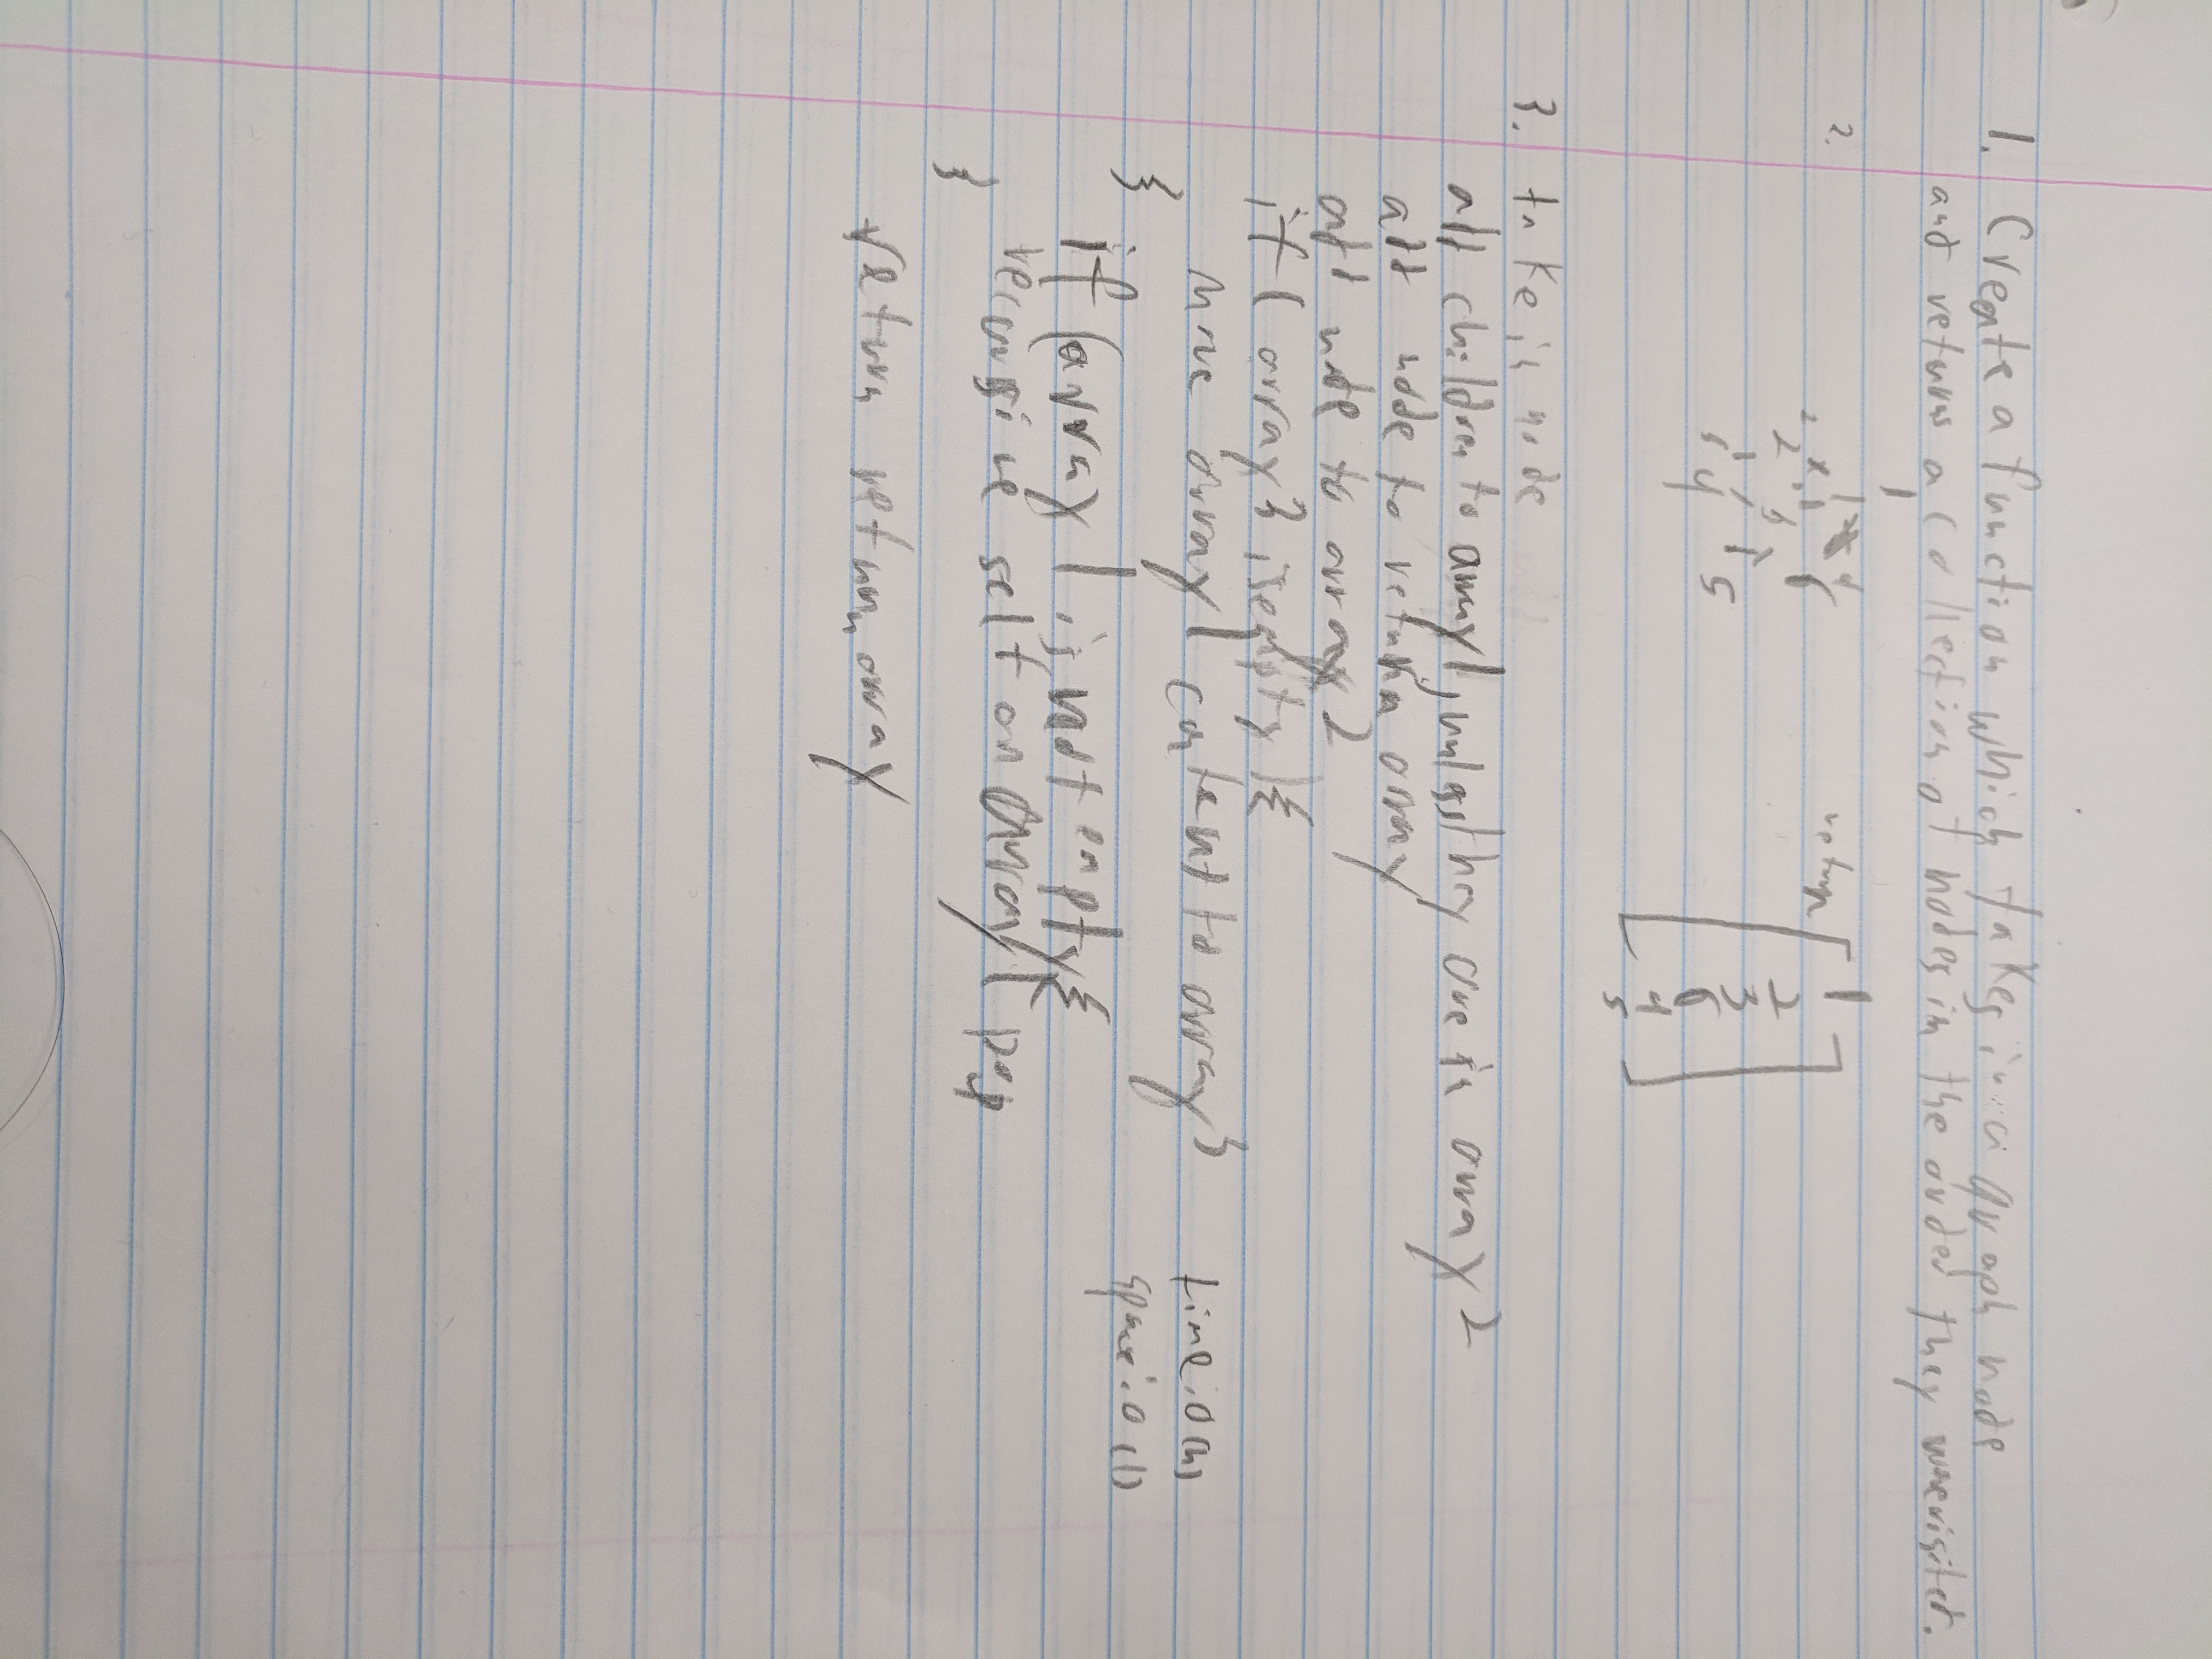 1. Create a function which takes in a graph node
and returns a collection of nodes in the order they were visited.
2.
1
return
1
2
3
6
4
5
2 6
4 5
3. take in node
add children to array1, unless they are in array2
add node to return array
add node to array2
if (array3 isempty) {
move array1 content to array3
}
if (array1 is not empty {
recursive self on array1 pop
}
return return array
time: O(n)
space: O(1)